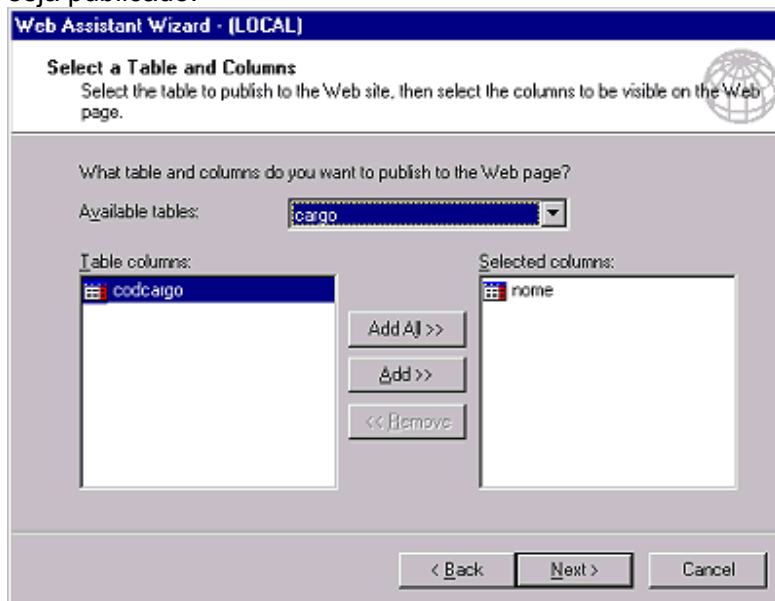 seja publicado.
Web Assistant Wizard - (LOCAL)
Select a Table and Columns
Select the table to publish to the Web site, then select the columns to be visible on the Web
page.
What table and columns do you want to publish to the Web page?
Available tables:
cargo
Table columns:
Selected columns:
codcargo
nome
Add All >>
Add >>
<< Remove
< Back
Next >
Cancel